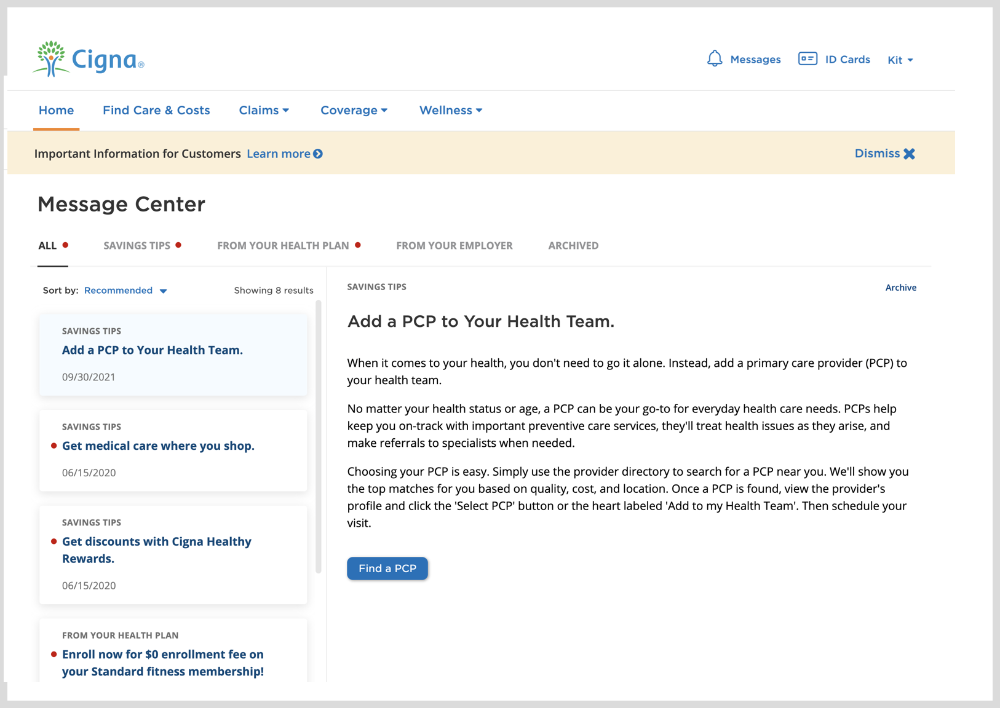 Cigna®
Messages
ID Cards
Kit
Home
Find Care & Costs
Claims
Coverage
Wellness
Important Information for Customers Learn more
Dismiss
Message Center
ALL
SAVINGS TIPS
FROM YOUR HEALTH PLAN
FROM YOUR EMPLOYER
ARCHIVED
Sort by: Recommended
Showing 8 results
SAVINGS TIPS
Add a PCP to Your Health Team.
09/30/2021
SAVINGS TIPS
Get medical care where you shop.
06/15/2020
SAVINGS TIPS
Get discounts with Cigna Healthy
Rewards.
06/15/2020
FROM YOUR HEALTH PLAN
Enroll now for $0 enrollment fee on
your Standard fitness membership!
SAVINGS TIPS
Archive
Add a PCP to Your Health Team.
When it comes to your health, you don't need to go it alone. Instead, add a primary care provider (PCP) to
your health team.
No matter your health status or age, a PCP can be your go-to for everyday health care needs. PCPs help
keep you on-track with important preventive care services, they'll treat health issues as they arise, and
make referrals to specialists when needed.
Choosing your PCP is easy. Simply use the provider directory to search for a PCP near you. We'll show you
the top matches for you based on quality, cost, and location. Once a PCP is found, view the provider's
profile and click the 'Select PCP' button or the heart labeled 'Add to my Health Team'. Then schedule your
visit.
Find a PCP